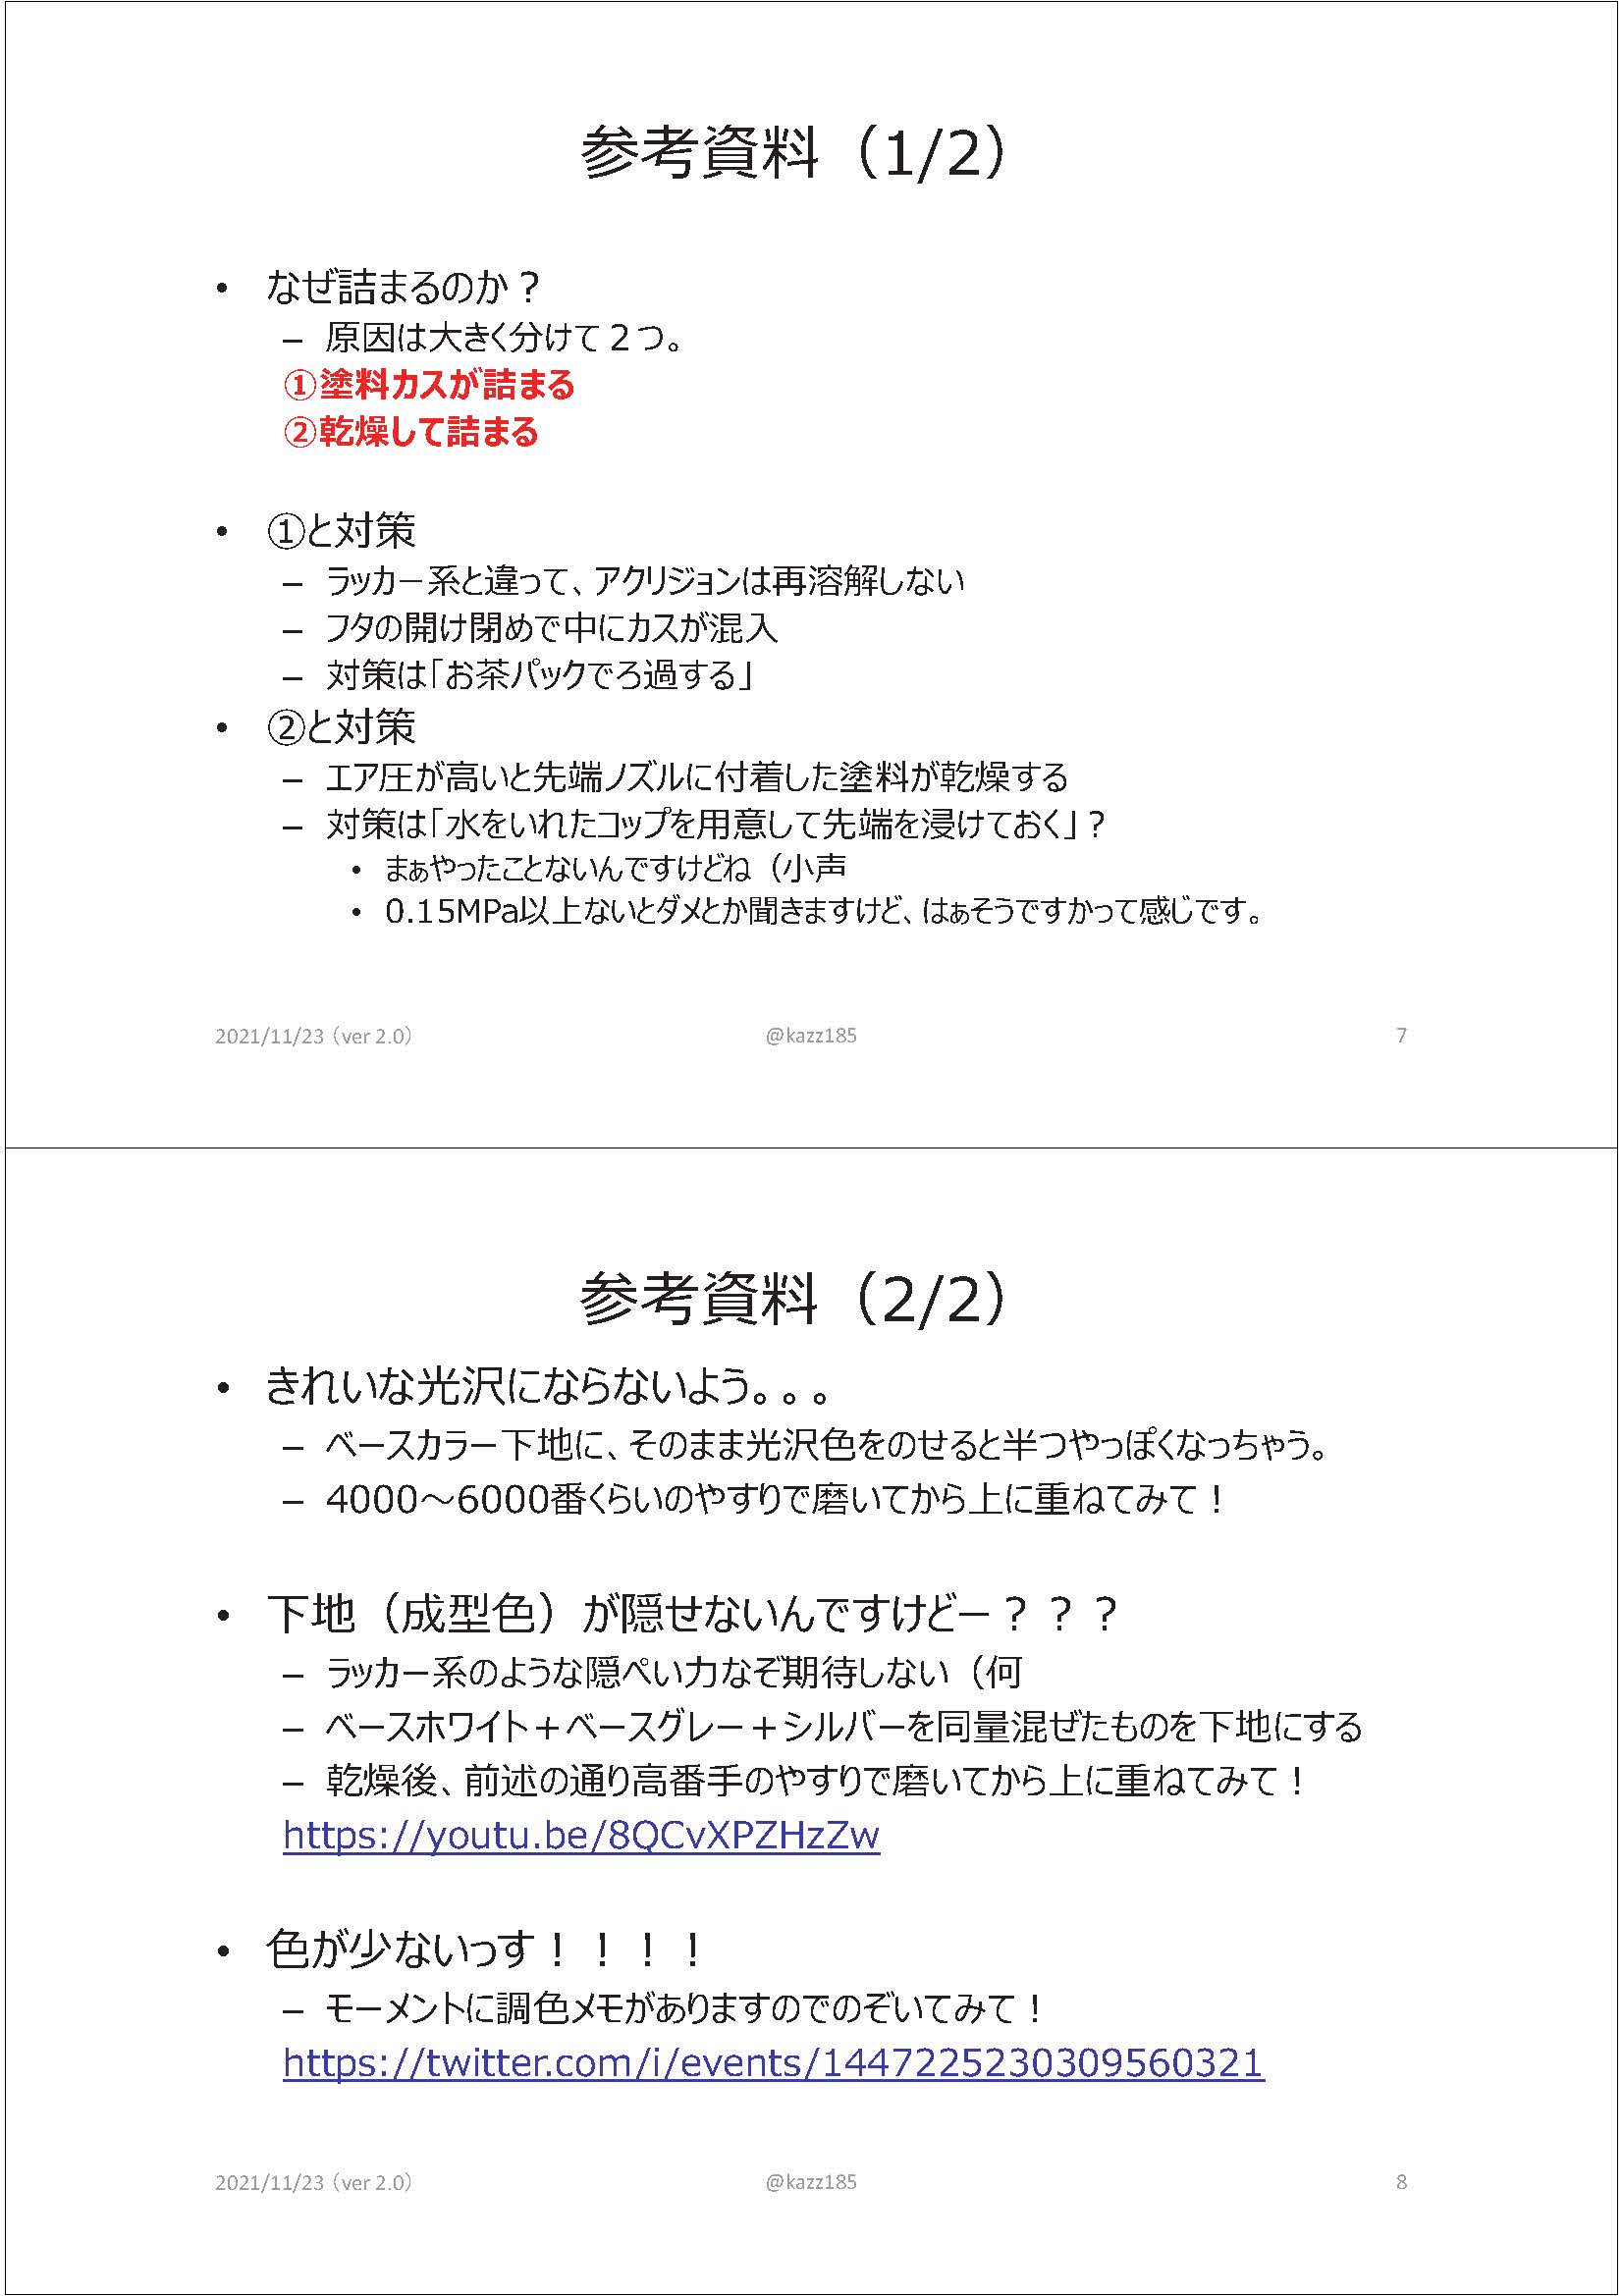 参考資料（1/2）
• なぜ詰まるのか？
– 原因は大きく分けて２つ。
①塗料カスが詰まる
②乾燥して詰まる
• ①と対策
– ラッカー系と違って、アクリジョンは再溶解しない
– フタの開け閉めで中にカスが混入
– 対策は「お茶パックでろ過する」
• ②と対策
– エア圧が高いと先端ノズルに付着した塗料が乾燥する
– 対策は「水をいれたコップを用意して先端を浸けておく」？
• まぁやったことないんですけどね（小声
• 0.15MPa以上ないとダメとか聞きますけど、はぁそうですかって感じです。
2021/11/23（ver 2.0） @kazz185 7
参考資料（2/2）
• きれいな光沢にならないよう。。。
– ベースカラー下地に、そのまま光沢色をのせると半つやっぽくなっちゃう。
– 4000～6000番くらいのやすりで磨いてから上に重ねてみて！
• 下地（成型色）が隠せないんですけどー？？？
– ラッカー系のような隠ぺい力なぞ期待しない（何
– ベースホワイト＋ベースグレー＋シルバーを同量混ぜたものを下地にする
– 乾燥後、前述の通り高番手のやすりで磨いてから上に重ねてみて！
https://youtu.be/8QCvXPZHzZw
• 色が少ないっす！！！！
– モーメントに調色メモがありますのでのぞいてみて！
https://twitter.com/i/events/1447225230309560321
2021/11/23（ver 2.0） @kazz185 8